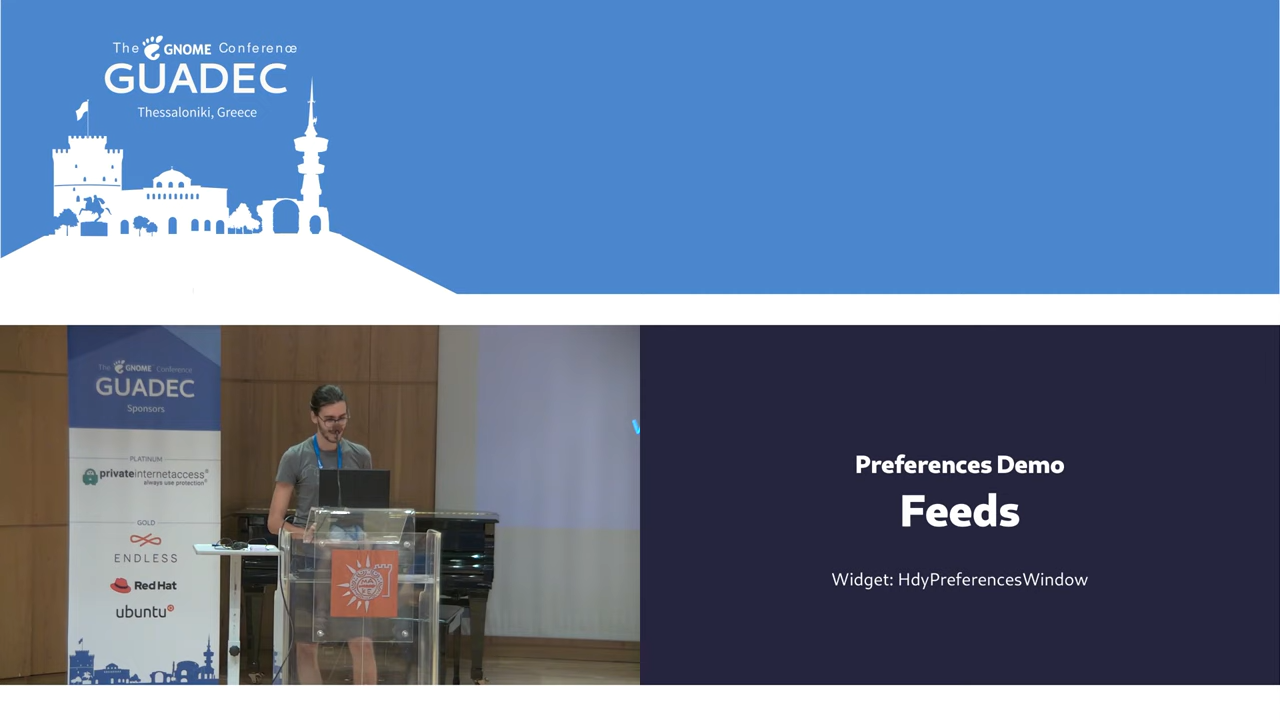 The GNOME Conference
GUADEC
Thessaloniki, Greece
The GNOME Conference
GUADEC
Sponsors
PLATINUM
privateinternetaccess®
always use protection®
GOLD
ENDLESS
Red Hat
ubuntu
Preferences Demo
Feeds
Widget: HdyPreferencesWindow